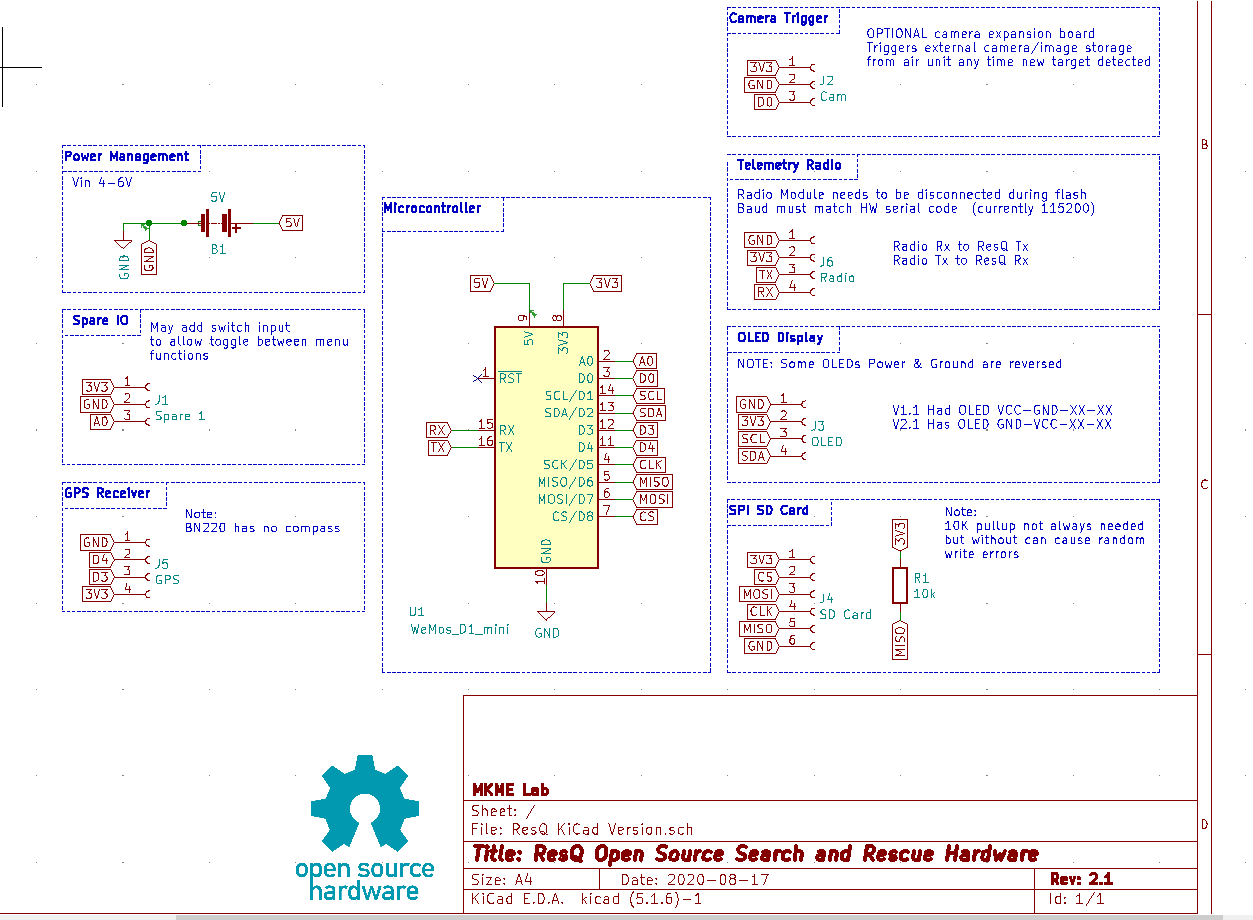 Camera Trigger
OPTIONAL camera expansion board
Triggers external camera/image storage
from air unit any time new target detected
3V3 1
GND 2 J2
D0 3 Cam
B
Power Management
Vin 4-6V
5V
5V
B1
GND
GND
Telemetry Radio
Radio Module needs to be disconnected during flash
Baud must match HW serial code (currently 115200)
GND 1
3V3 2 J6
TX 3 Radio
RX 4
Radio Rx to ResQ Tx
Radio Tx to ResQ Rx
Microcontroller
5V
3V3
9
8
5V
3V3
1 RST
15 RX
RX
16 TX
TX
A0 2 A0
D0 3 D0
SCL/D1 14 SCL
SDA/D2 13 SDA
D3 12 D3
D4 11 D4
SCK/D5 4 CLK
MISO/D6 5 MISO
MOSI/D7 6 MOSI
CS/D8 7 CS
GND
10
GND
U1
WeMos_D1_mini
Spare IO
May add switch input
to allow toggle between menu
functions
3V3 1
GND 2 J1
A0 3 Spare 1
OLED Display
NOTE: Some OLEDs Power & Ground are reversed
GND 1
3V3 2 J3
SCL 3 OLED
SDA 4
V1.1 Had OLED VCC-GND-XX-XX
V2.1 Has OLED GND-VCC-XX-XX
C
GPS Receiver
Note:
BN220 has no compass
GND 1
D4 2 J5
D3 3 GPS
3V3 4
SPI SD Card
Note:
10K pullup not always needed
but without can cause random
write errors
3V3 1
CS 2
MOSI 3 J4
CLK 4 SD Card
MISO 5
GND 6
3V3
R1
10k
MISO
D
open source
hardware
MKME Lab
Sheet: /
File: ResQ KiCad Version.sch
Title: ResQ Open Source Search and Rescue Hardware
Size: A4 Date: 2020-08-17 Rev: 2.1
KiCad E.D.A. kicad (5.1.6)-1 Id: 1/1